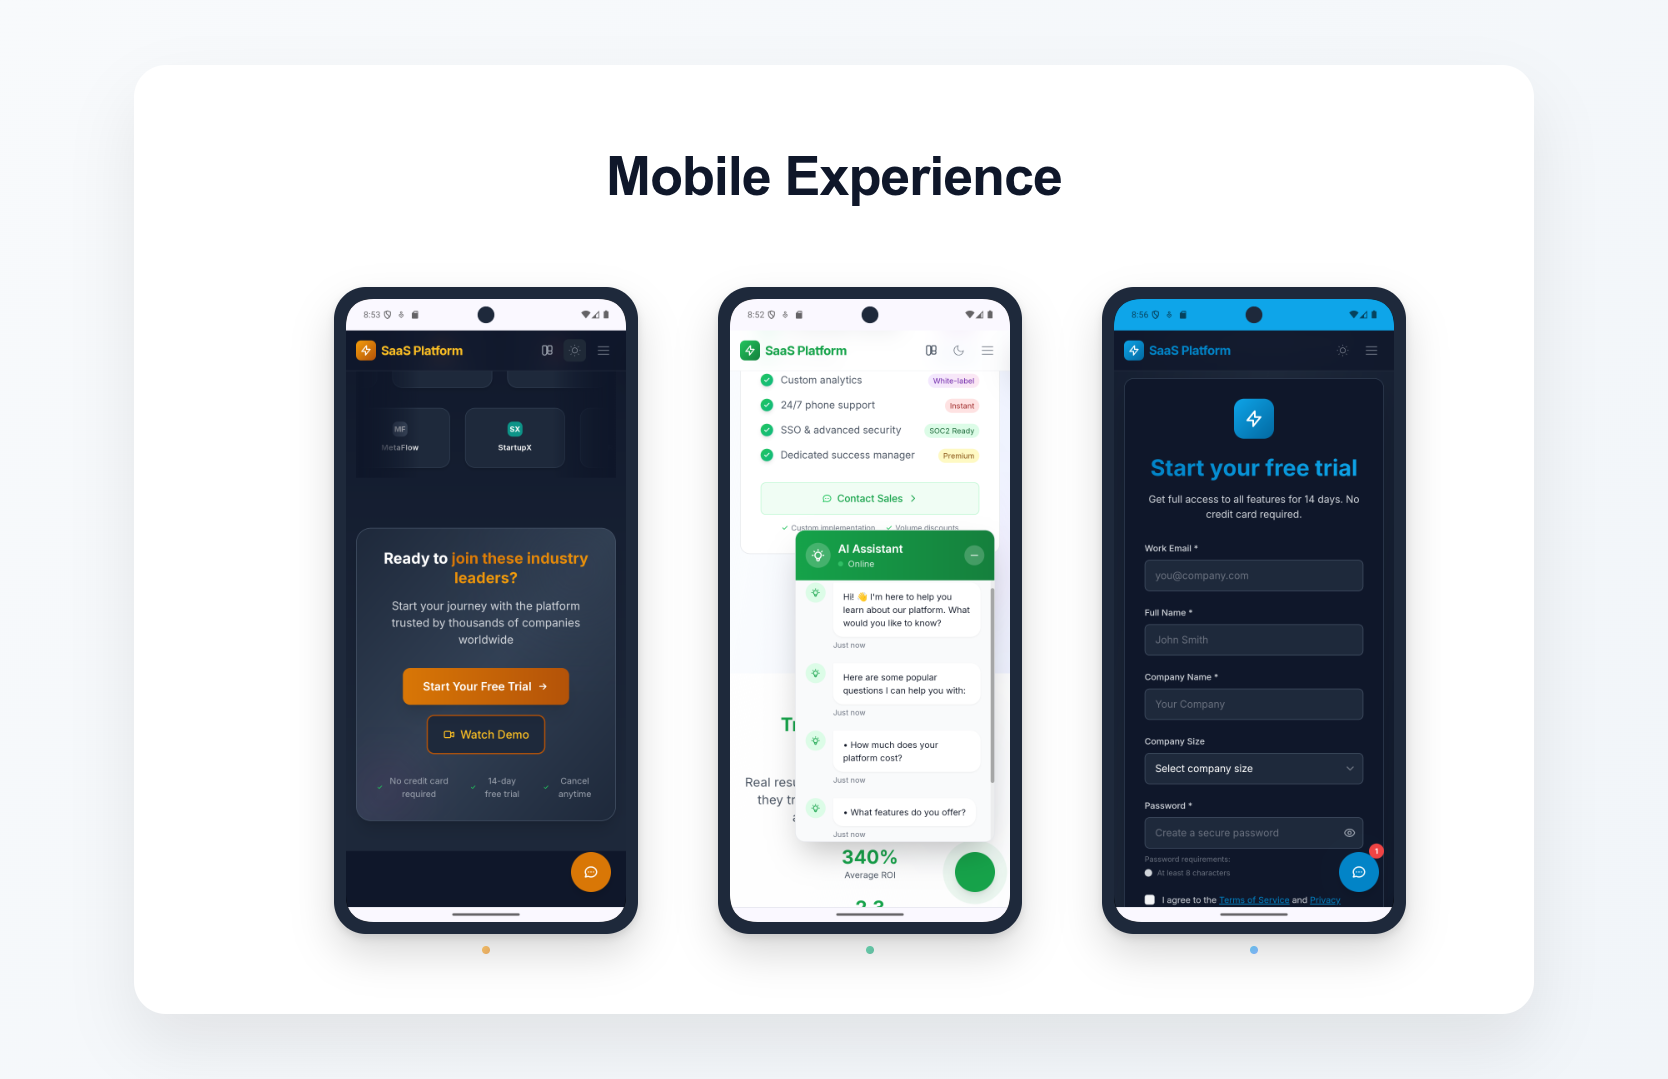 Mobile Experience
8:53
SaaS Platform
MF
MetaFlow
SX
StartupX
Ready to join these industry
leaders?
Start your journey with the platform
trusted by thousands of companies
worldwide
Start Your Free Trial
Watch Demo
No credit card
required
14-day
free trial
Cancel
anytime
8:52
SaaS Platform
Custom analytics
White-label
24/7 phone support
Instant
SSO & advanced security
SOC2 Ready
Dedicated success manager
Premium
Contact Sales
Custom implementation
Volume discounts
AI Assistant
Online
Hi! 👋 I'm here to help you
learn about our platform. What
would you like to know?
Just now
Here are some popular
questions I can help you with:
Just now
• How much does your
platform cost?
Just now
• What features do you offer?
Just now
Real
they
340%
Average ROI
8:56
SaaS Platform
Start your free trial
Get full access to all features for 14 days. No
credit card required.
Work Email *
you@company.com
Full Name *
John Smith
Company Name *
Your Company
Company Size
Select company size
Password *
Create a secure password
1
Password requirements:
At least 8 characters
I agree to the Terms of Service and Privacy